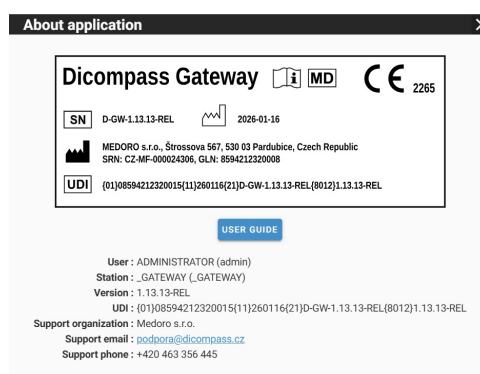 About application
Dicompass Gateway MD CE 2265
SN D-GW-1.13.13-REL 2026-01-16
MEDORO s.r.o., Štrossova 567, 530 03 Pardubice, Czech Republic
SRN: CZ-MF-000024306, GLN: 8594212320008
UDI {01}08594212320015{11}260116{21}D-GW-1.13.13-REL{8012}1.13.13-REL
USER GUIDE
User : ADMINISTRATOR (admin)
Station : _GATEWAY (_GATEWAY)
Version : 1.13.13-REL
UDI : {01}08594212320015{11}260116{21}D-GW-1.13.13-REL{8012}1.13.13-REL
Support organization : Medoro s.r.o.
Support email : podpora@dicompass.cz
Support phone : +420 463 356 445